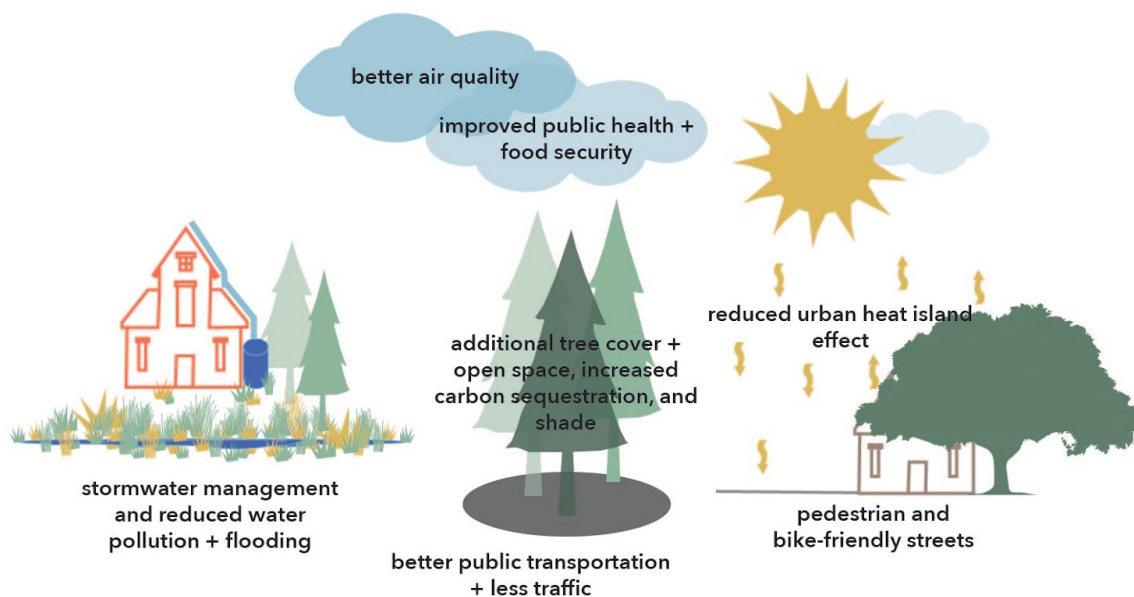 better air quality
improved public health +
food security
reduced urban heat island
effect
additional tree cover +
open space, increased
carbon sequestration, and
shade
stormwater management
and reduced water
pollution + flooding
pedestrian and
bike-friendly streets
better public transportation
+ less traffic